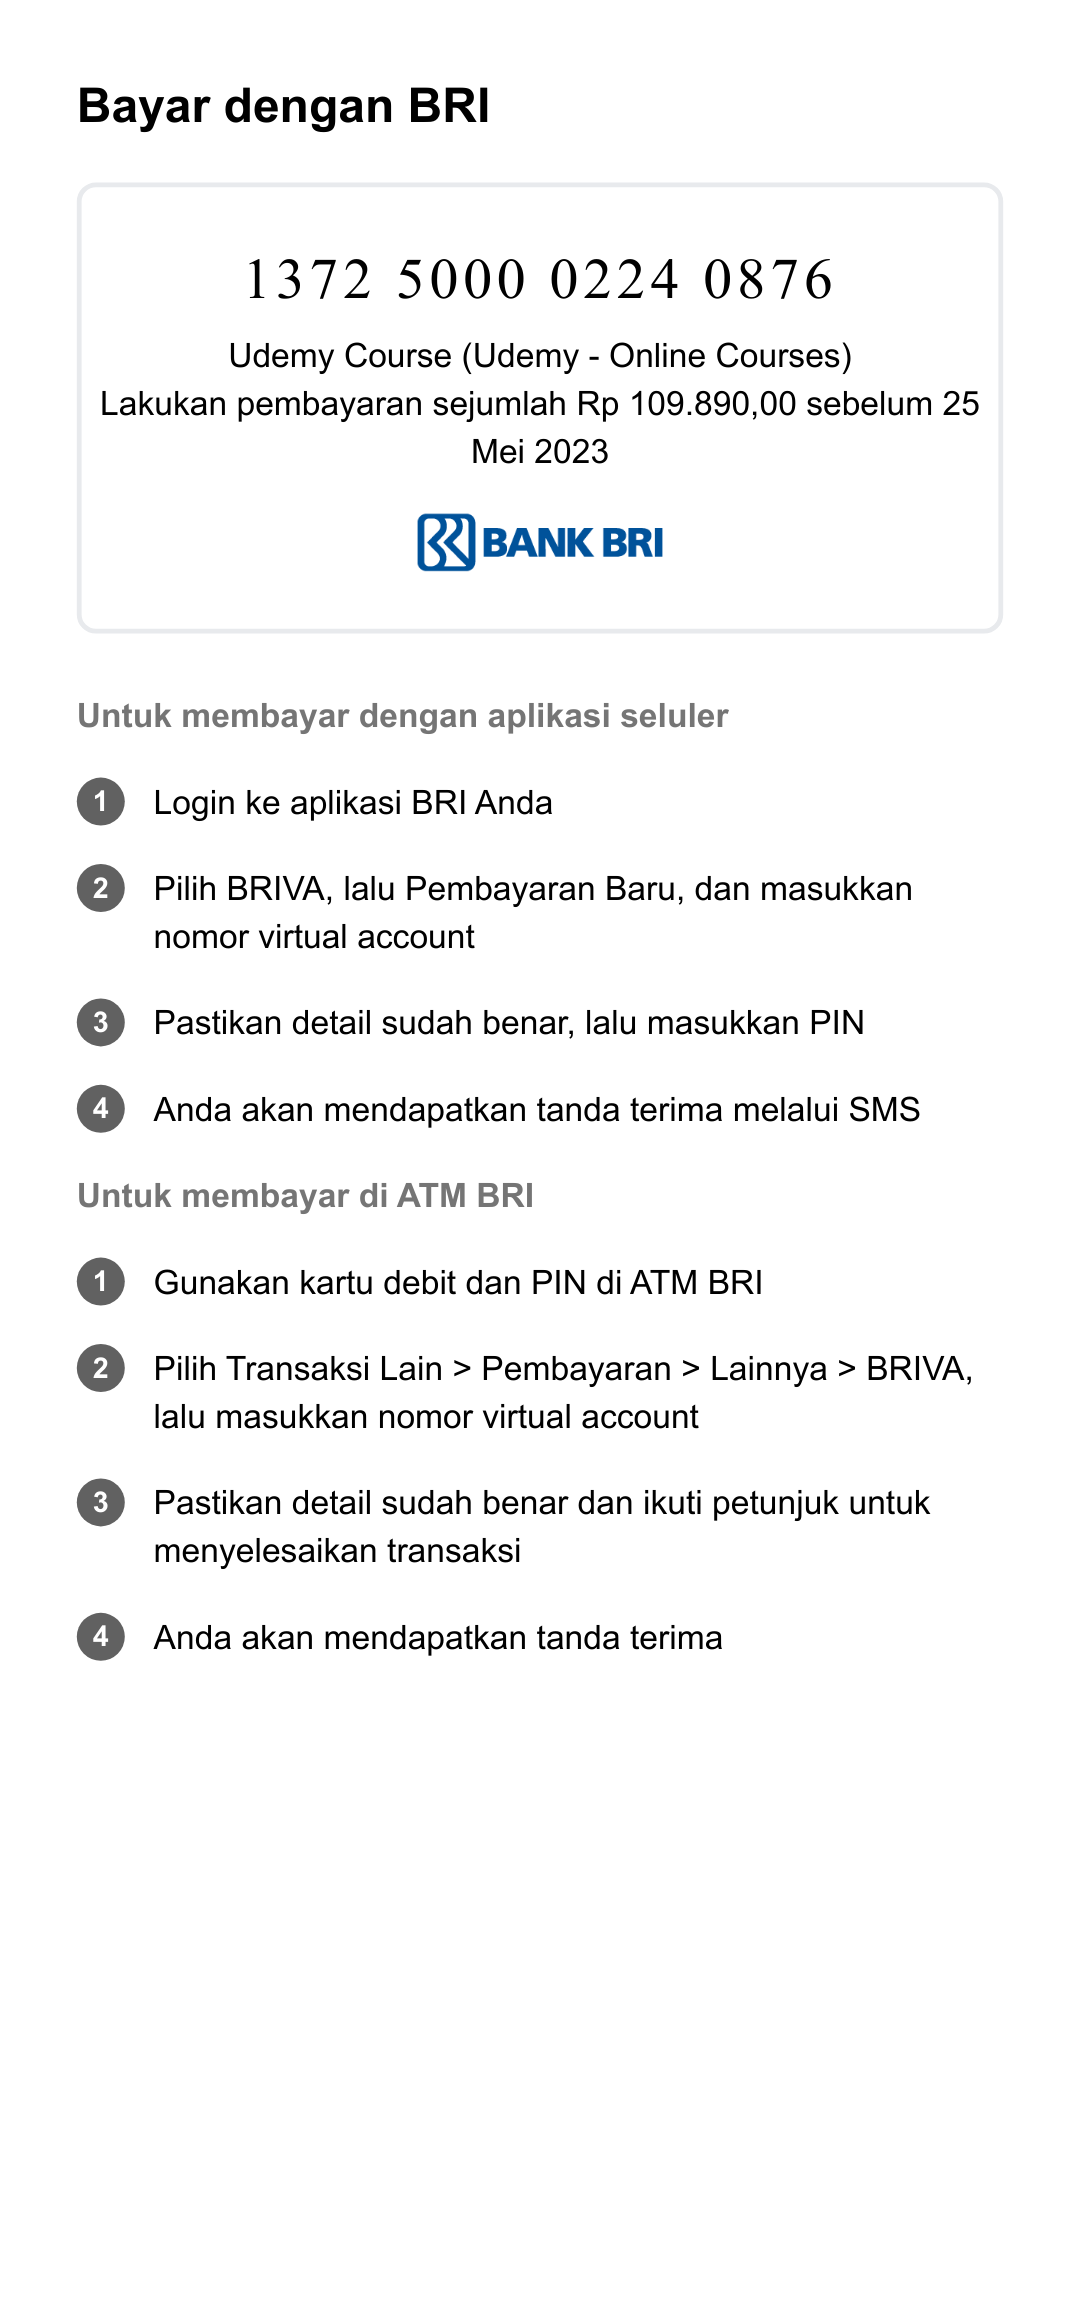 Bayar dengan BRI
1372 5000 0224 0876
Udemy Course (Udemy - Online Courses)
Lakukan pembayaran sejumlah Rp 109.890,00 sebelum 25
Mei 2023
BANK BRI
Untuk membayar dengan aplikasi seluler
1 Login ke aplikasi BRI Anda
2 Pilih BRIVA, lalu Pembayaran Baru, dan masukkan
nomor virtual account
3 Pastikan detail sudah benar, lalu masukkan PIN
4 Anda akan mendapatkan tanda terima melalui SMS
Untuk membayar di ATM BRI
1 Gunakan kartu debit dan PIN di ATM BRI
2 Pilih Transaksi Lain > Pembayaran > Lainnya > BRIVA,
lalu masukkan nomor virtual account
3 Pastikan detail sudah benar dan ikuti petunjuk untuk
menyelesaikan transaksi
4 Anda akan mendapatkan tanda terima